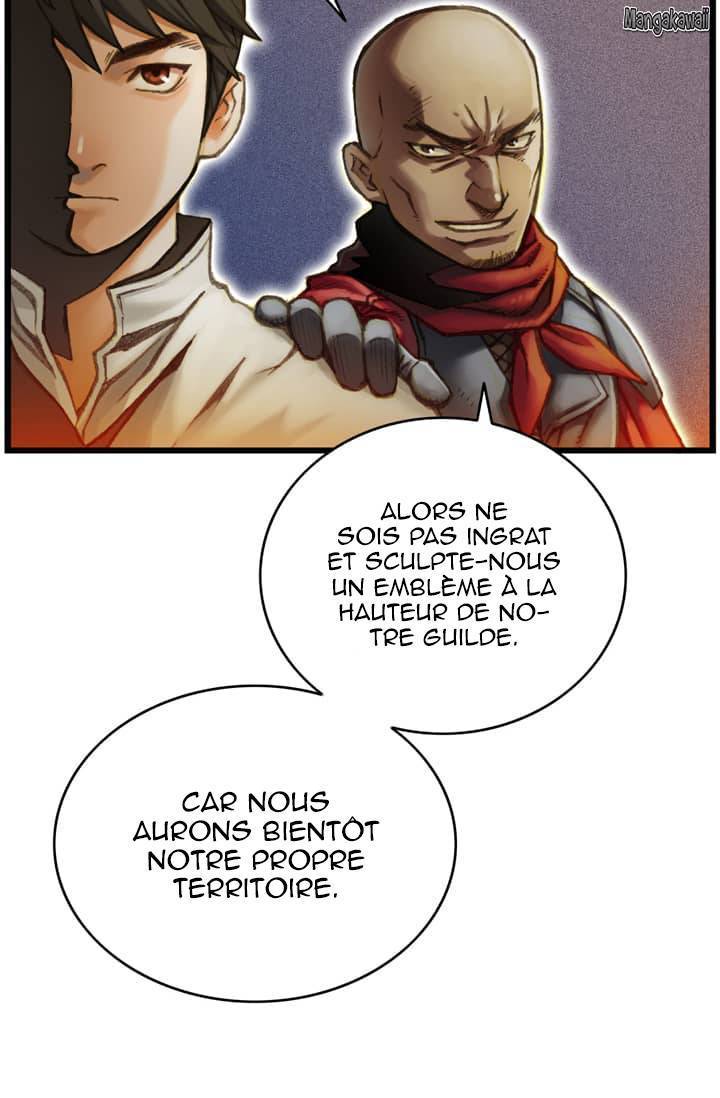 Mangakawaii
ALORS NE
SOIS PAS INGRAT
ET SCULPTE-NOUS
UN EMBLÈME À LA
HAUTEUR DE NO-
TRE GUILDE.
CAR NOUS
AURONS BIENTÔT
NOTRE PROPRE
TERRITOIRE.